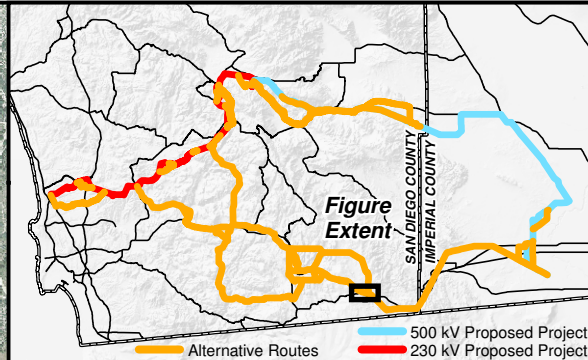 Figure
Extent
SAN DIEGO COUNTY
IMPERIAL COUNTY
500 kV Proposed Project
Alternative Routes
230 kV Proposed Project